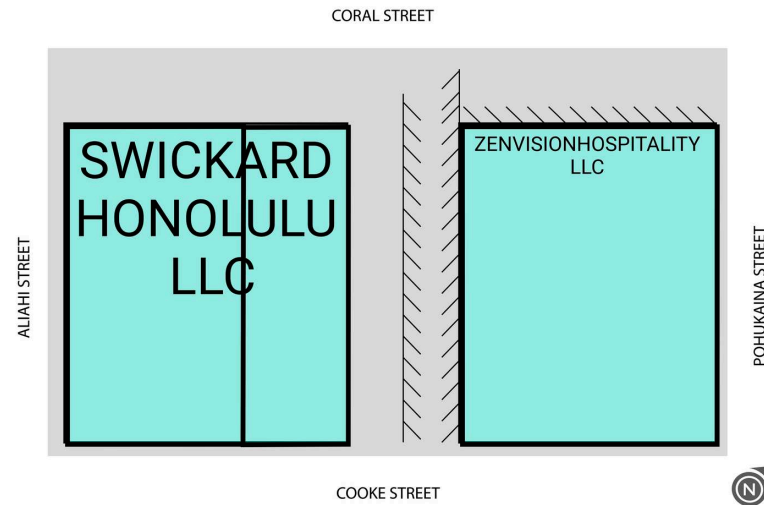 CORAL STREET
SWICKARD
HONOLULU
LLC
ZENVISIONHOSPITALITY
LLC
ALIAHI STREET
POHUKAINA STREET
COOKE STREET
N